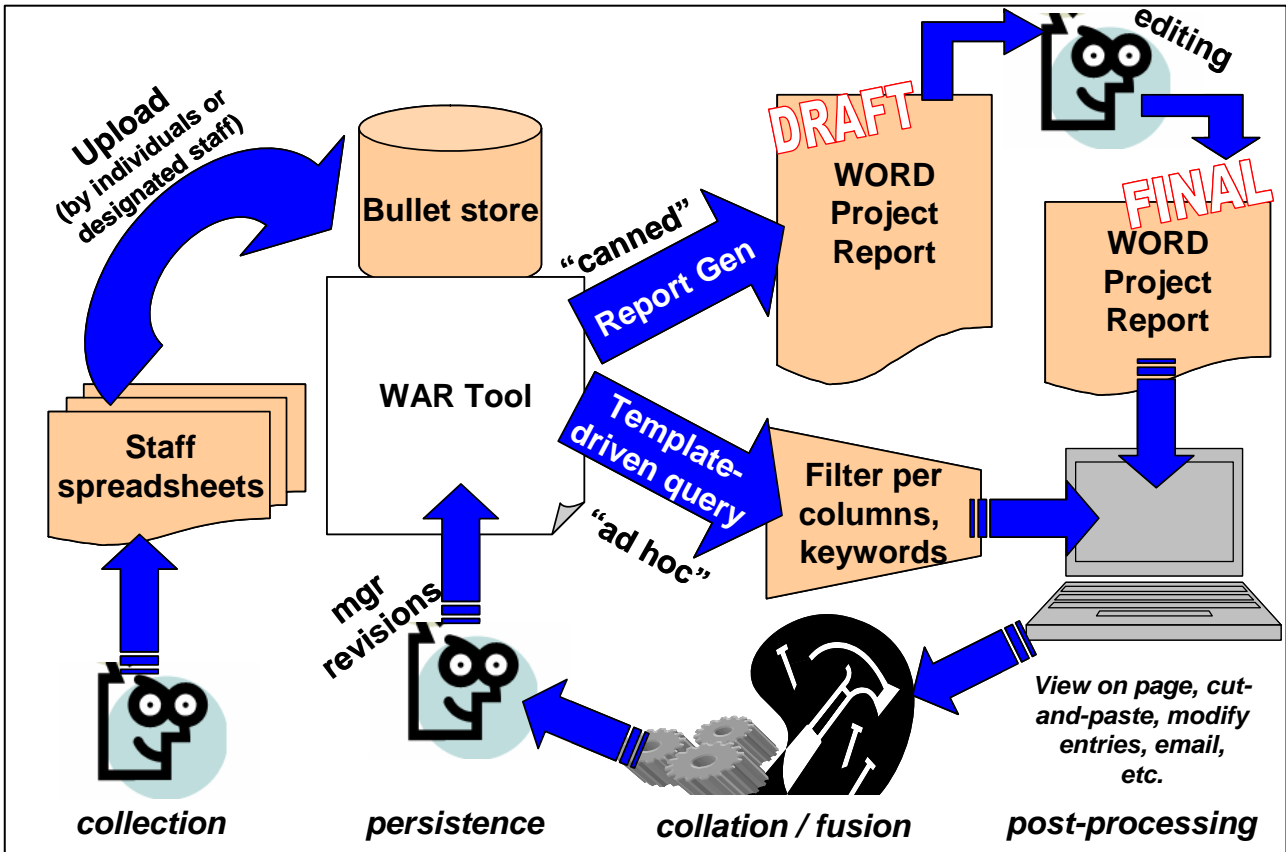 Upload
(by individuals or
designated staff)
Bullet store
WAR Tool
Staff
spreadsheets
mgr
revisions
"canned"
Report Gen
Template-
driven query
"ad hoc"
DRAFT
WORD
Project
Report
editing
FINAL
WORD
Project
Report
Filter per
columns,
keywords
View on page, cut-
and-paste, modify
entries, email,
etc.
collection
persistence
collation / fusion
post-processing